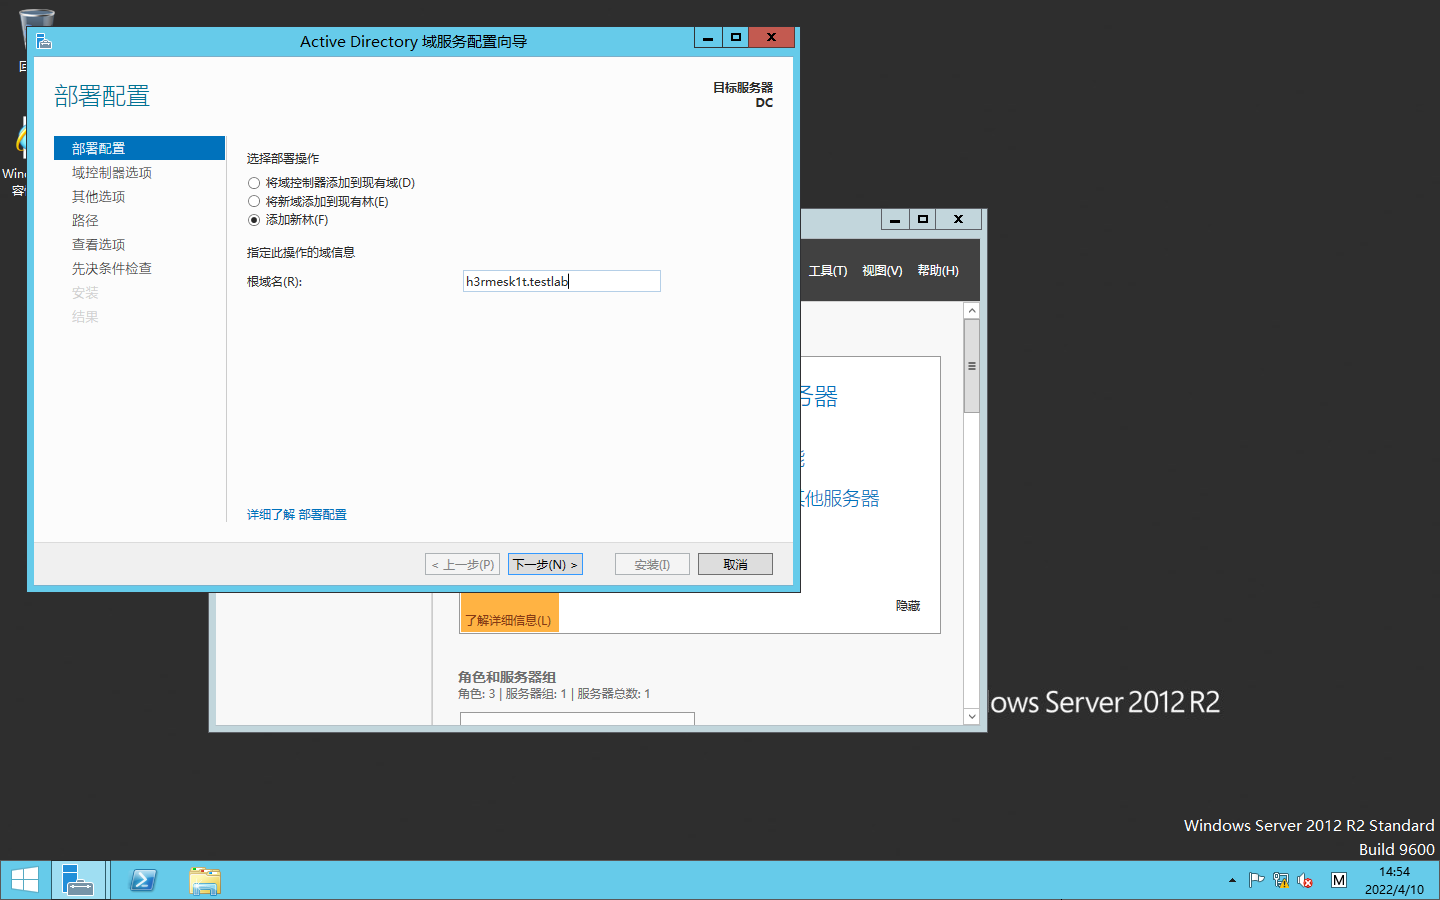 Active Directory 域服务配置向导
部署配置
目标服务器
DC
部署配置
域控制器选项
其他选项
路径
查看选项
先决条件检查
安装
结果
选择部署操作
将域控制器添加到现有域(D)
将新域添加到现有林(E)
添加新林(F)
指定此操作的域信息
根域名(R):
h3rmesk1t.testlab
详细了解 部署配置
< 上一步(P)
下一步(N) >
安装(I)
取消
工具(T) 视图(V) 帮助(H)
务器
其他服务器
了解详细信息(L)
隐藏
角色和服务器组
角色: 3 | 服务器组: 1 | 服务器总数: 1
回
Wind
容
ows Server 2012 R2
Windows Server 2012 R2 Standard
Build 9600
M
14:54
2022/4/10